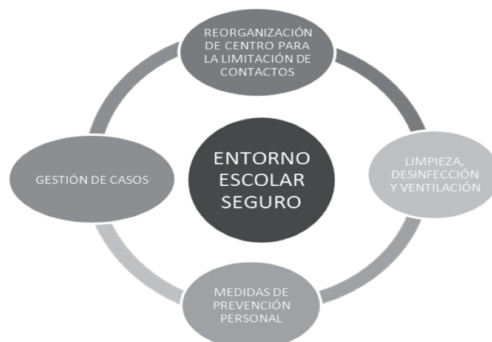 REORGANIZACIÓN
DE CENTRO PARA
LA LIMITACIÓN DE
CONTACTOS
ENTORNO
ESCOLAR
SEGURO
LIMPIEZA,
DESINFECCIÓN
Y VENTILACIÓN
GESTIÓN DE CASOS
MEDIDAS DE
PREVENCIÓN
PERSONAL